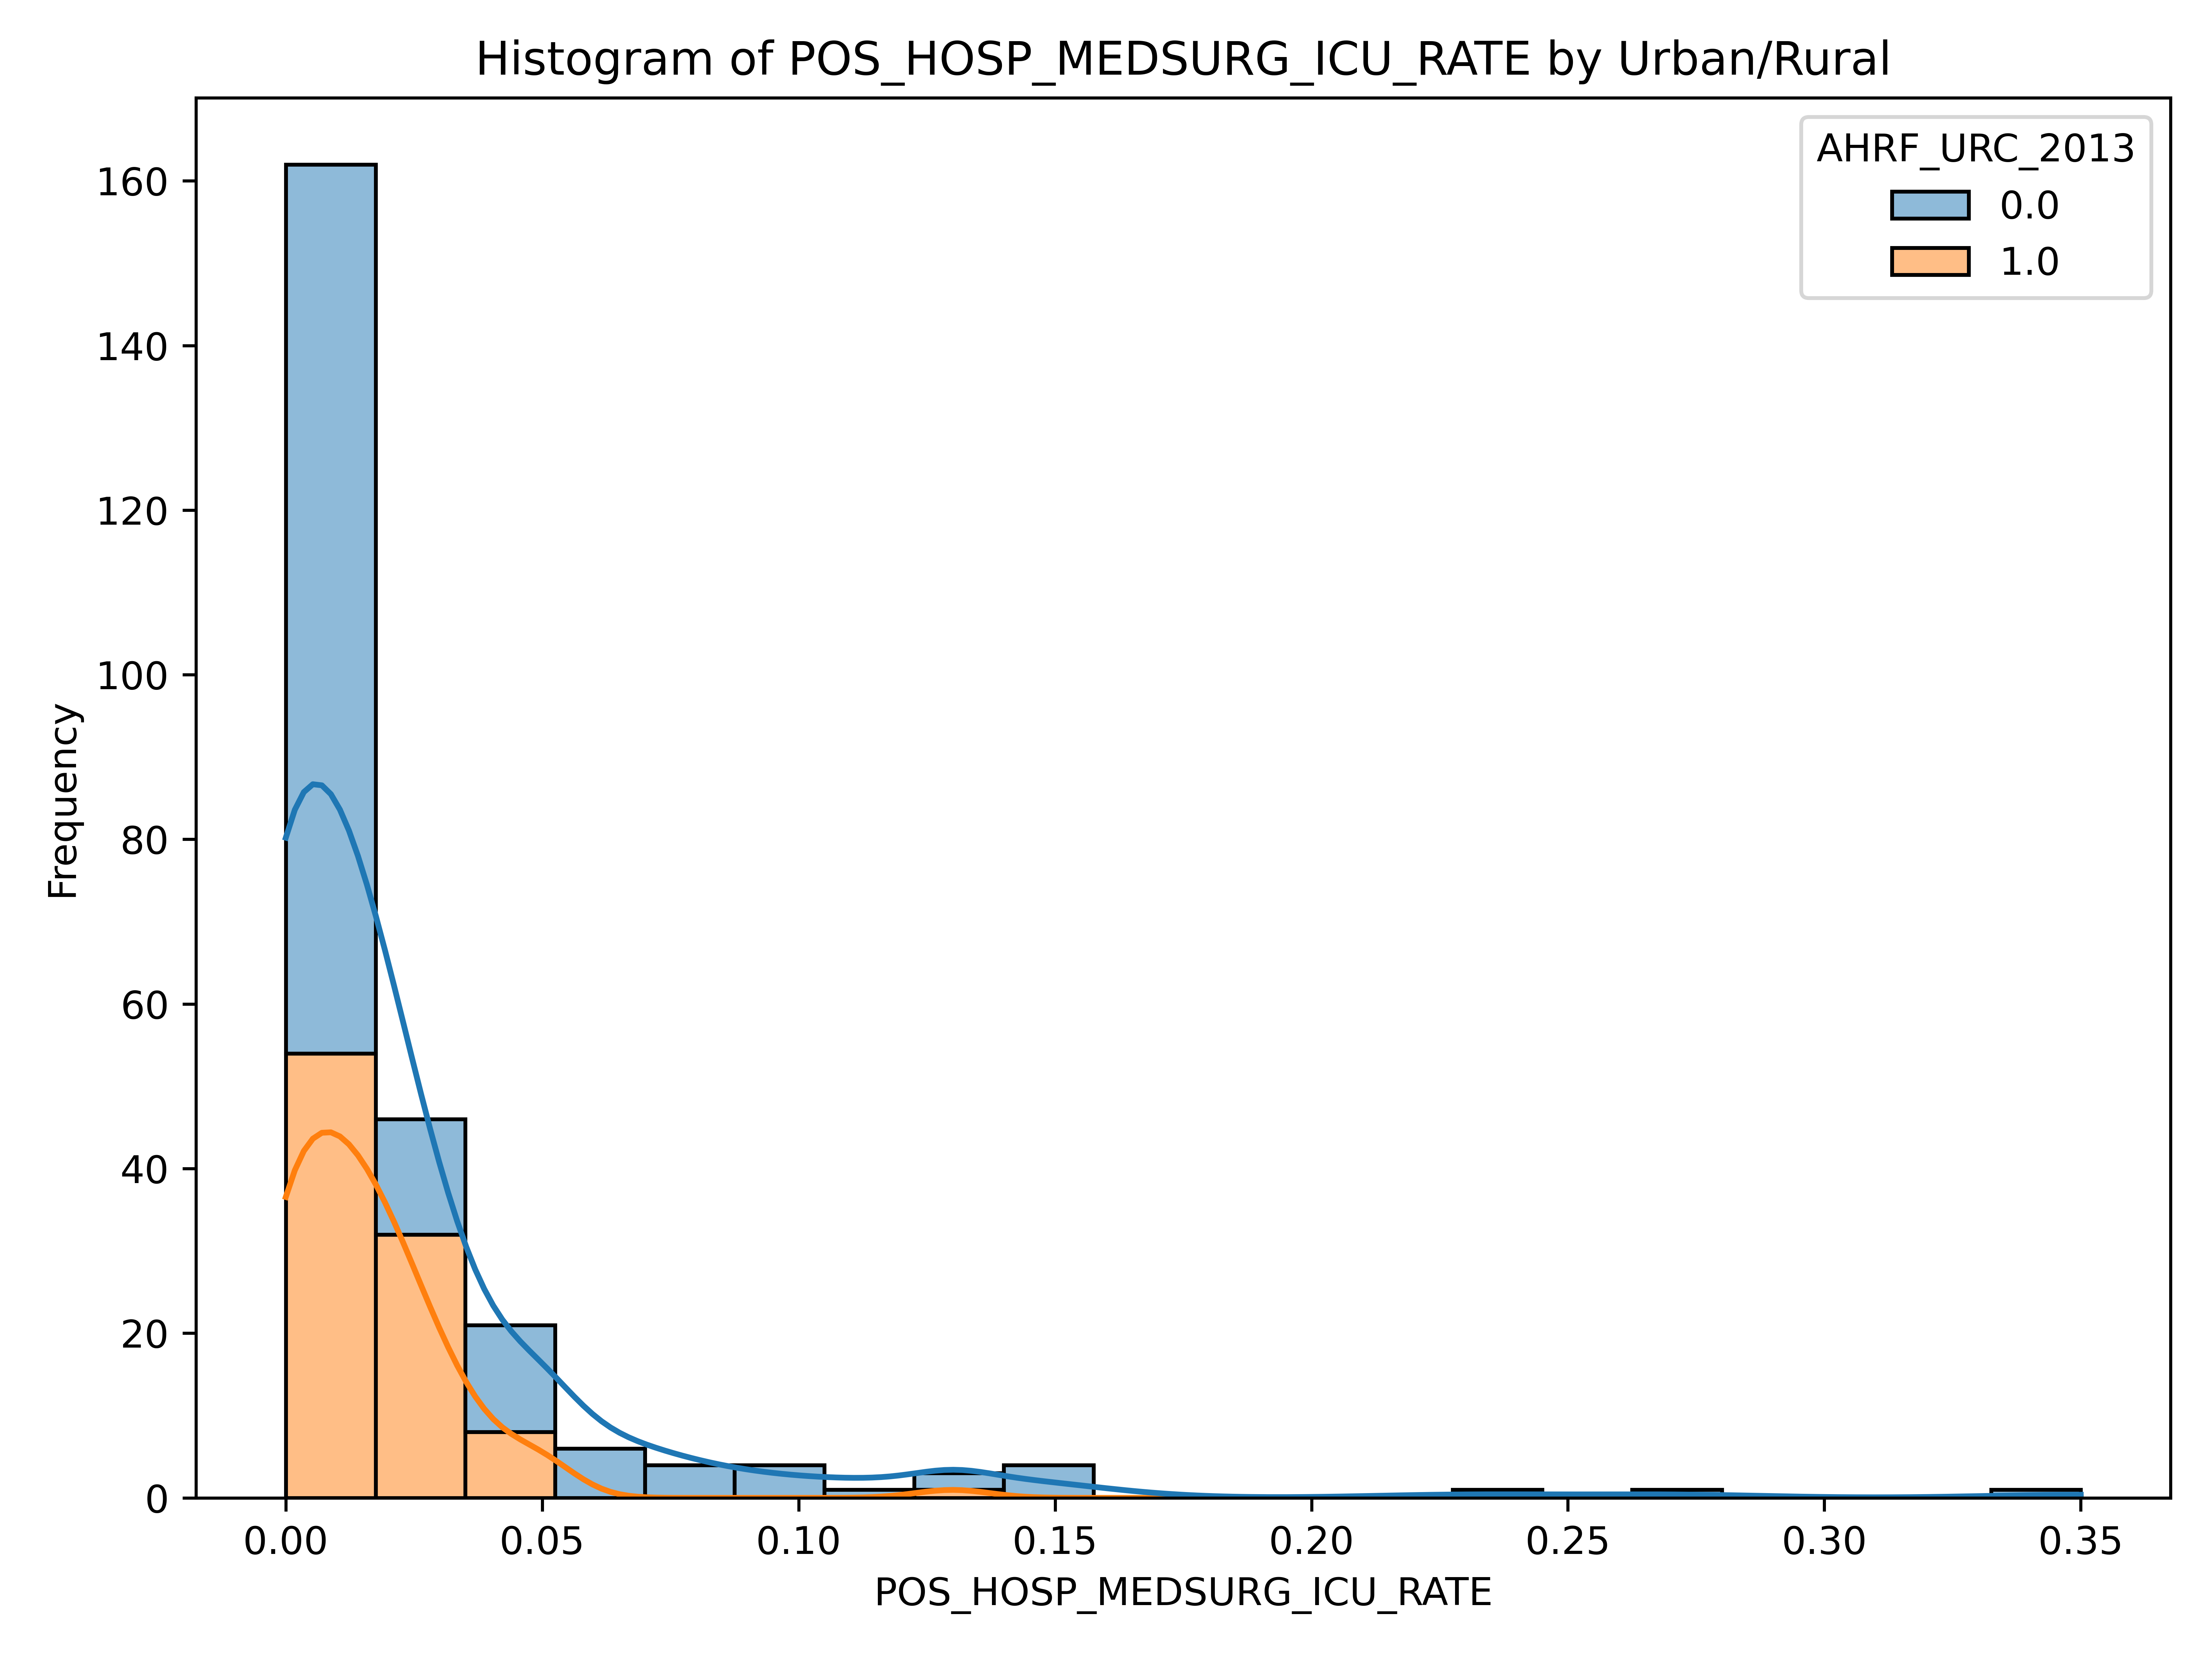 Histogram of POS_HOSP_MEDSURG_ICU_RATE by Urban/Rural
AHRF_URC_2013
0.0
1.0
160
140
120
100
80
60
40
20
0
Frequency
0.00 0.05 0.10 0.15 0.20 0.25 0.30 0.35
POS_HOSP_MEDSURG_ICU_RATE